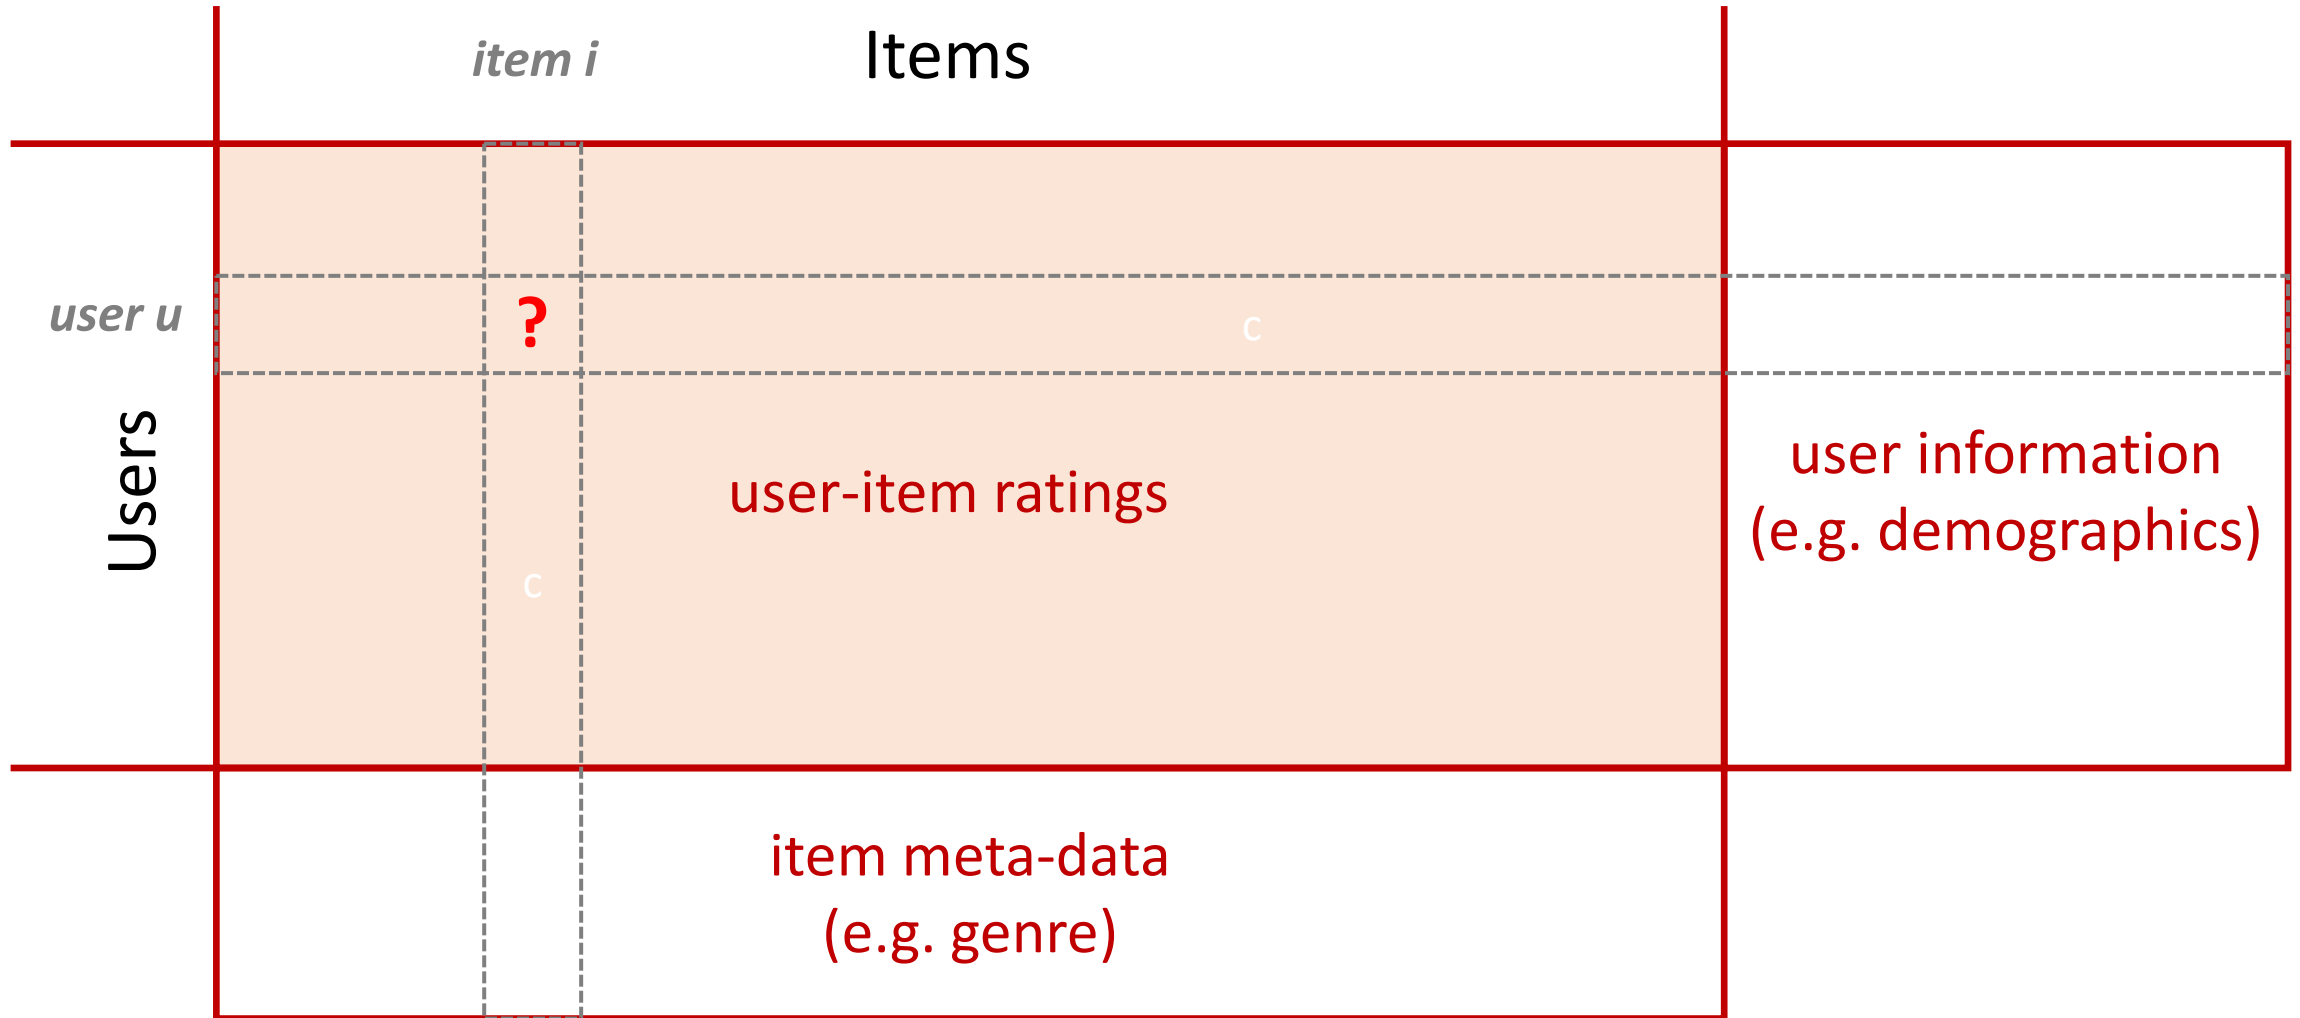 item i
Items
user u
?
c
Users
user-item ratings
user information
(e.g. demographics)
c
item meta-data
(e.g. genre)